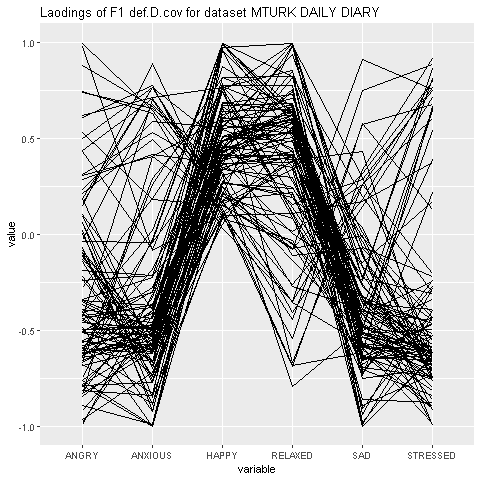 Laodings of F1 def.D.cov for dataset MTURK DAILY DIARY
1.0
0.5
0.0
-0.5
-1.0
value
ANGRY ANXIOUS HAPPY RELAXED SAD STRESSED
variable